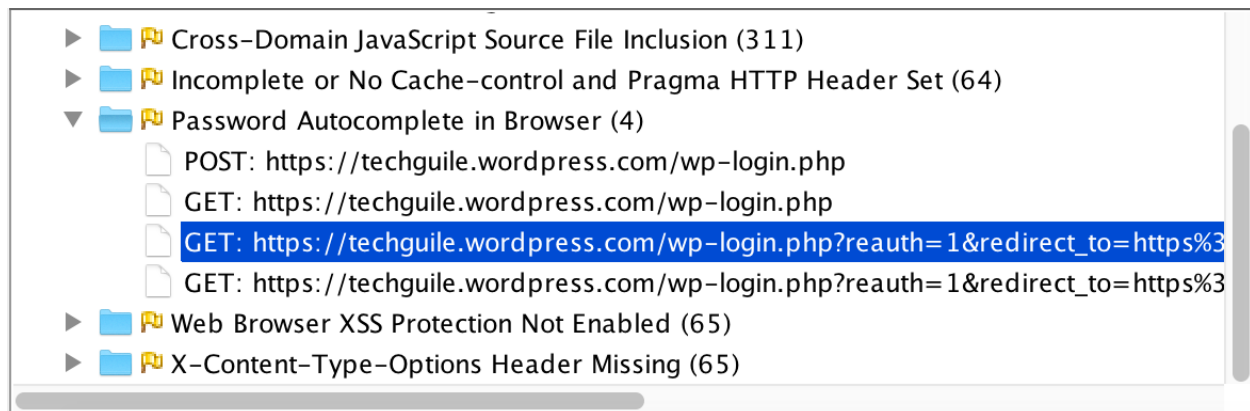 Cross-Domain JavaScript Source File Inclusion (311)
Incomplete or No Cache-control and Pragma HTTP Header Set (64)
Password Autocomplete in Browser (4)
POST: https://techguile.wordpress.com/wp-login.php
GET: https://techguile.wordpress.com/wp-login.php
GET: https://techguile.wordpress.com/wp-login.php?reauth=1&redirect_to=https%3
GET: https://techguile.wordpress.com/wp-login.php?reauth=1&redirect_to=https%3
Web Browser XSS Protection Not Enabled (65)
X-Content-Type-Options Header Missing (65)